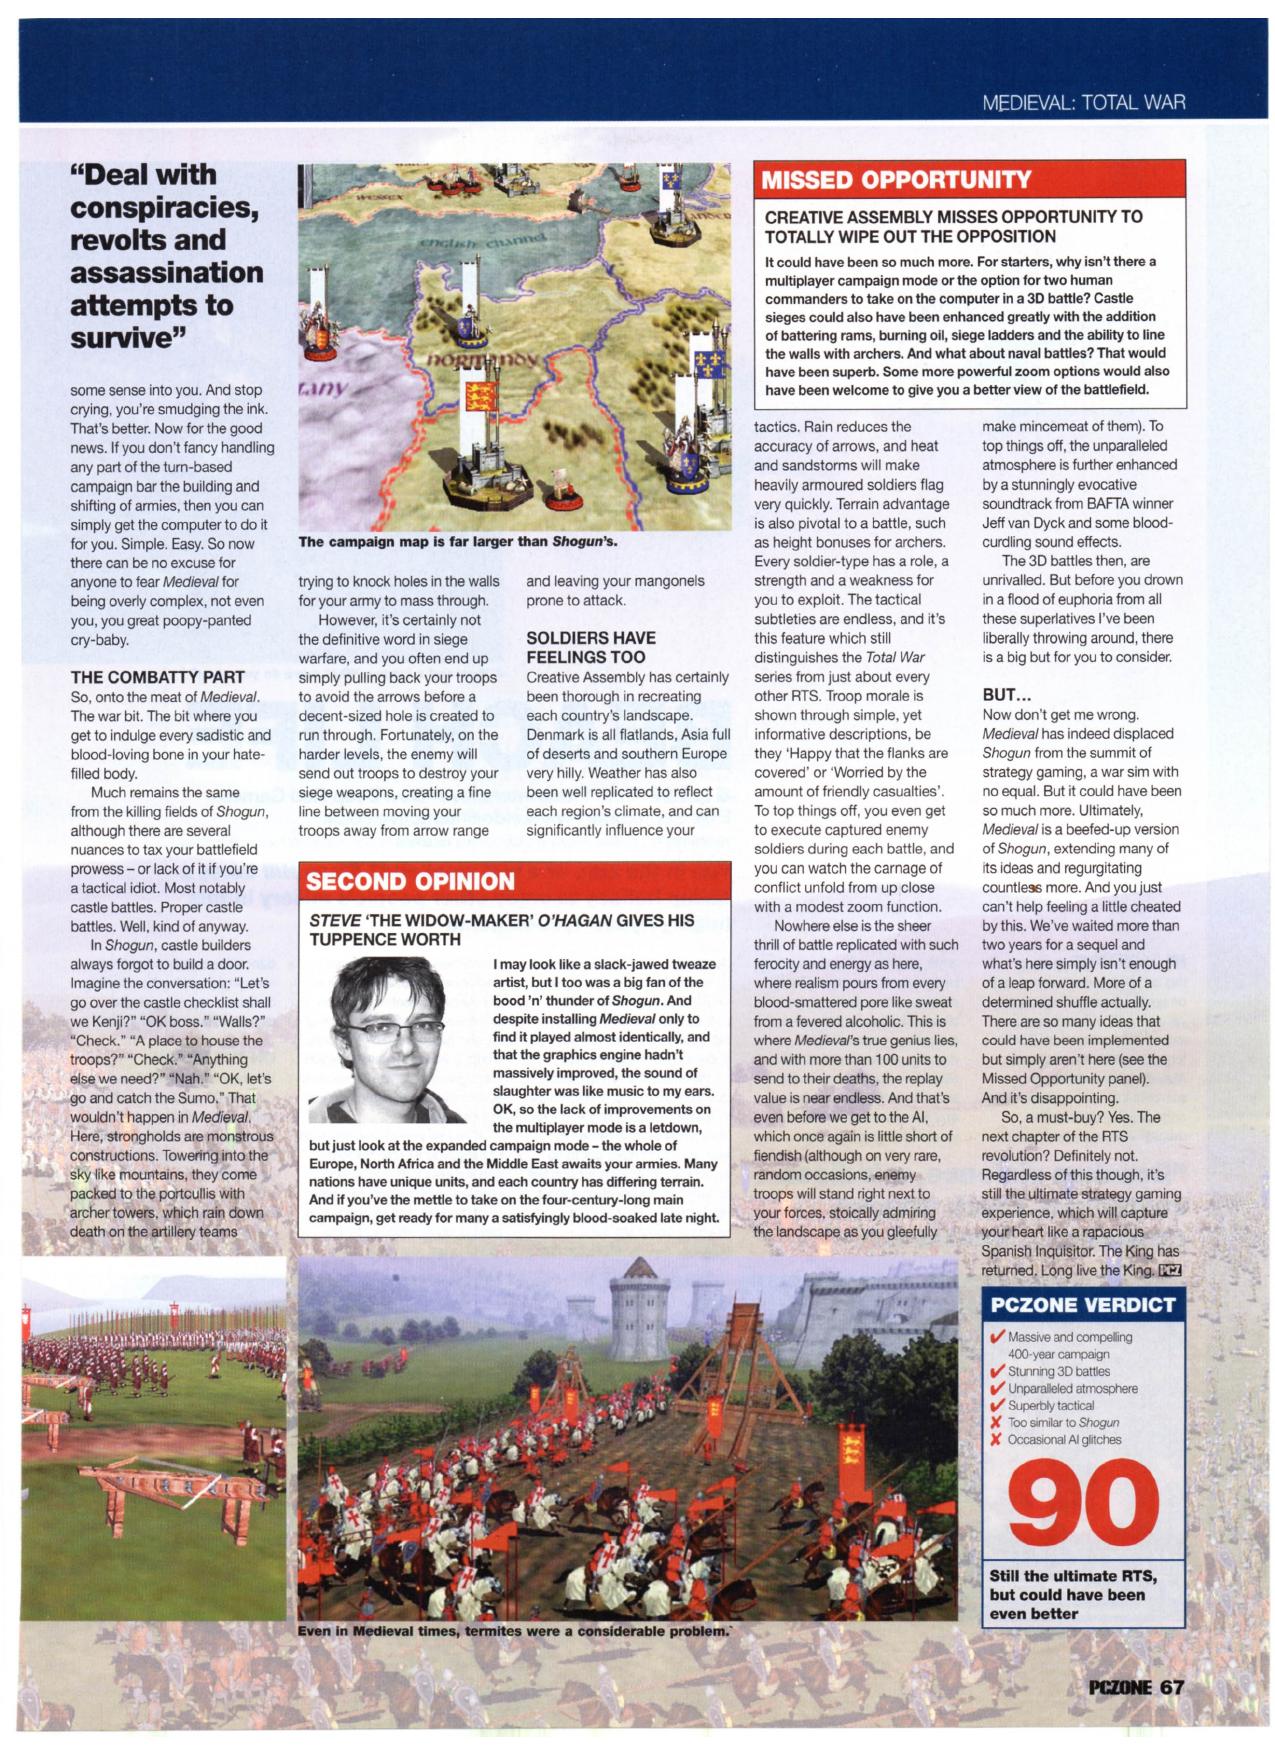 MEDIEVAL: TOTAL WAR
“Deal with
conspiracies,
revolts and
assassination
attempts to
survive”
some sense into you. And stop
crying, you’re smudging the ink.
That’s better. Now for the good
news. If you don’t fancy handling
any part of the turn-based
campaign bar the building and
shifting of armies, then you can
simply get the computer to do it
for you. Simple. Easy. So now
there can be no excuse for
anyone to fear Medieval for
being overly complex, not even
you, you great poopy-panted
cry-baby.
THE COMBATTY PART
So, onto the meat of Medieval.
The war bit. The bit where you
get to indulge every sadistic and
blood-loving bone in your hate-
filled body.
Much remains the same
from the killing fields of Shogun,
although there are several
nuances to tax your battlefield
prowess – or lack of it if you’re
a tactical idiot. Most notably
castle battles. Proper castle
battles. Well, kind of anyway.
In Shogun, castle builders
always forgot to build a door.
Imagine the conversation: “Let’s
go over the castle checklist shall
we Kenji?” “OK boss.” “Walls?”
“Check.” “A place to house the
troops?” “Check.” “Anything
else we need?” “Nah.” “OK, let’s
go and catch the Sumo.” That
wouldn’t happen in Medieval.
Here, strongholds are monstrous
constructions. Towering into the
sky like mountains, they come
packed to the portcullis with
archer towers, which rain down
death on the artillery teams
WESSEX
english channel
normandy
The campaign map is far larger than Shogun’s.
trying to knock holes in the walls
for your army to mass through.
However, it’s certainly not
the definitive word in siege
warfare, and you often end up
simply pulling back your troops
to avoid the arrows before a
decent-sized hole is created to
run through. Fortunately, on the
harder levels, the enemy will
send out troops to destroy your
siege weapons, creating a fine
line between moving your
troops away from arrow range
and leaving your mangonels
prone to attack.
SOLDIERS HAVE
FEELINGS TOO
Creative Assembly has certainly
been thorough in recreating
each country’s landscape.
Denmark is all flatlands, Asia full
of deserts and southern Europe
very hilly. Weather has also
been well replicated to reflect
each region’s climate, and can
significantly influence your
SECOND OPINION
STEVE ‘THE WIDOW-MAKER’ O’HAGAN GIVES HIS
TUPPENCE WORTH
I may look like a slack-jawed tweaze
artist, but I too was a big fan of the
bood ’n’ thunder of Shogun. And
despite installing Medieval only to
find it played almost identically, and
that the graphics engine hadn’t
massively improved, the sound of
slaughter was like music to my ears.
OK, so the lack of improvements on
the multiplayer mode is a letdown,
but just look at the expanded campaign mode – the whole of
Europe, North Africa and the Middle East awaits your armies. Many
nations have unique units, and each country has differing terrain.
And if you’ve the mettle to take on the four-century-long main
campaign, get ready for many a satisfyingly blood-soaked late night.
MISSED OPPORTUNITY
CREATIVE ASSEMBLY MISSES OPPORTUNITY TO
TOTALLY WIPE OUT THE OPPOSITION
It could have been so much more. For starters, why isn’t there a
multiplayer campaign mode or the option for two human
commanders to take on the computer in a 3D battle? Castle
sieges could also have been enhanced greatly with the addition
of battering rams, burning oil, siege ladders and the ability to line
the walls with archers. And what about naval battles? That would
have been superb. Some more powerful zoom options would also
have been welcome to give you a better view of the battlefield.
tactics. Rain reduces the
accuracy of arrows, and heat
and sandstorms will make
heavily armoured soldiers flag
very quickly. Terrain advantage
is also pivotal to a battle, such
as height bonuses for archers.
Every soldier-type has a role, a
strength and a weakness for
you to exploit. The tactical
subtleties are endless, and it’s
this feature which still
distinguishes the Total War
series from just about every
other RTS. Troop morale is
shown through simple, yet
informative descriptions, be
they ‘Happy that the flanks are
covered’ or ‘Worried by the
amount of friendly casualties’.
To top things off, you even get
to execute captured enemy
soldiers during each battle, and
you can watch the carnage of
conflict unfold from up close
with a modest zoom function.
Nowhere else is the sheer
thrill of battle replicated with such
ferocity and energy as here,
where realism pours from every
blood-smattered pore like sweat
from a fevered alcoholic. This is
where Medieval’s true genius lies,
and with more than 100 units to
send to their deaths, the replay
value is near endless. And that’s
even before we get to the AI,
which once again is little short of
fiendish (although on very rare,
random occasions, enemy
troops will stand right next to
your forces, stoically admiring
the landscape as you gleefully
make mincemeat of them). To
top things off, the unparalleled
atmosphere is further enhanced
by a stunningly evocative
soundtrack from BAFTA winner
Jeff van Dyck and some blood-
curdling sound effects.
The 3D battles then, are
unrivalled. But before you drown
in a flood of euphoria from all
these superlatives I’ve been
liberally throwing around, there
is a big but for you to consider.
BUT...
Now don’t get me wrong.
Medieval has indeed displaced
Shogun from the summit of
strategy gaming, a war sim with
no equal. But it could have been
so much more. Ultimately,
Medieval is a beefed-up version
of Shogun, extending many of
its ideas and regurgitating
countless more. And you just
can’t help feeling a little cheated
by this. We’ve waited more than
two years for a sequel and
what’s here simply isn’t enough
of a leap forward. More of a
determined shuffle actually.
There are so many ideas that
could have been implemented
but simply aren’t here (see the
Missed Opportunity panel).
And it’s disappointing.
So, a must-buy? Yes. The
next chapter of the RTS
revolution? Definitely not.
Regardless of this though, it’s
still the ultimate strategy gaming
experience, which will capture
your heart like a rapacious
Spanish Inquisitor. The King has
returned. Long live the King. PCZ
PCZONE VERDICT
✓ Massive and compelling
400-year campaign
✓ Stunning 3D battles
✓ Unparalleled atmosphere
✓ Superbly tactical
✗ Too similar to Shogun
✗ Occasional AI glitches
90
Still the ultimate RTS,
but could have been
even better
Even in Medieval times, termites were a considerable problem.
PCZONE 67